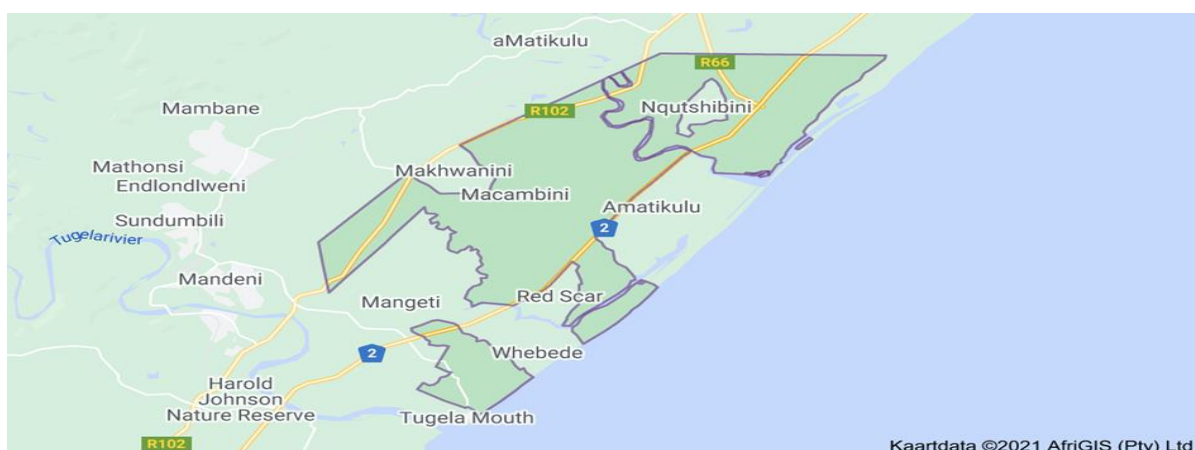 aMatikulu
R66
Mambane
R102
Nqutshibini
Mathonsi
Endlondlweni
Makhwanini
Macambini
Sundumbili
Amatikulu
2
Tugelarivier
Mandeni
Mangeti
Red Scar
2
Whebede
Harold
Johnson
Nature Reserve
Tugela Mouth
R102
Kaartdata ©2021 AfriGIS (Pty) Ltd